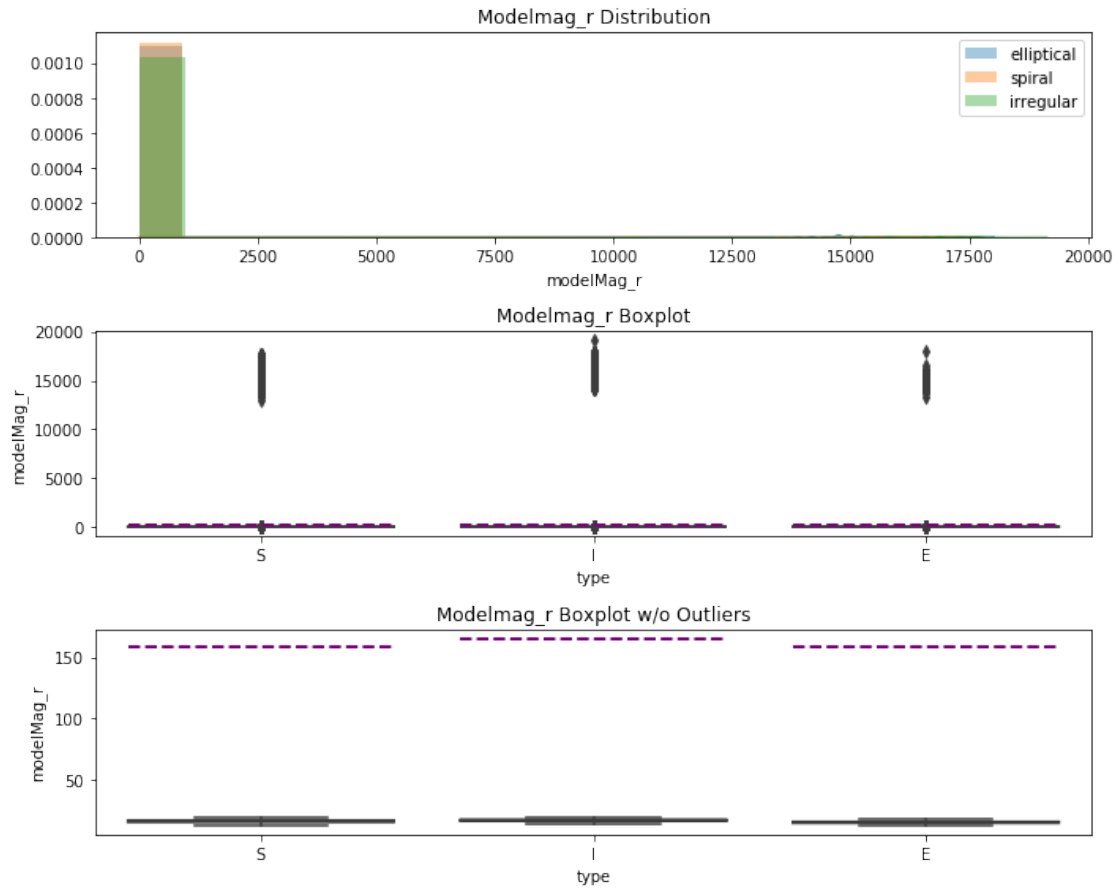 Modelmag_r Distribution
0.0010
0.0008
0.0006
0.0004
0.0002
0.0000
elliptical
spiral
irregular
0 2500 5000 7500 10000 12500 15000 17500 20000
modelMag_r
Modelmag_r Boxplot
modelMag_r
20000
15000
10000
5000
0
S I E
type
Modelmag_r Boxplot w/o Outliers
modelMag_r
150
100
50
S I E
type